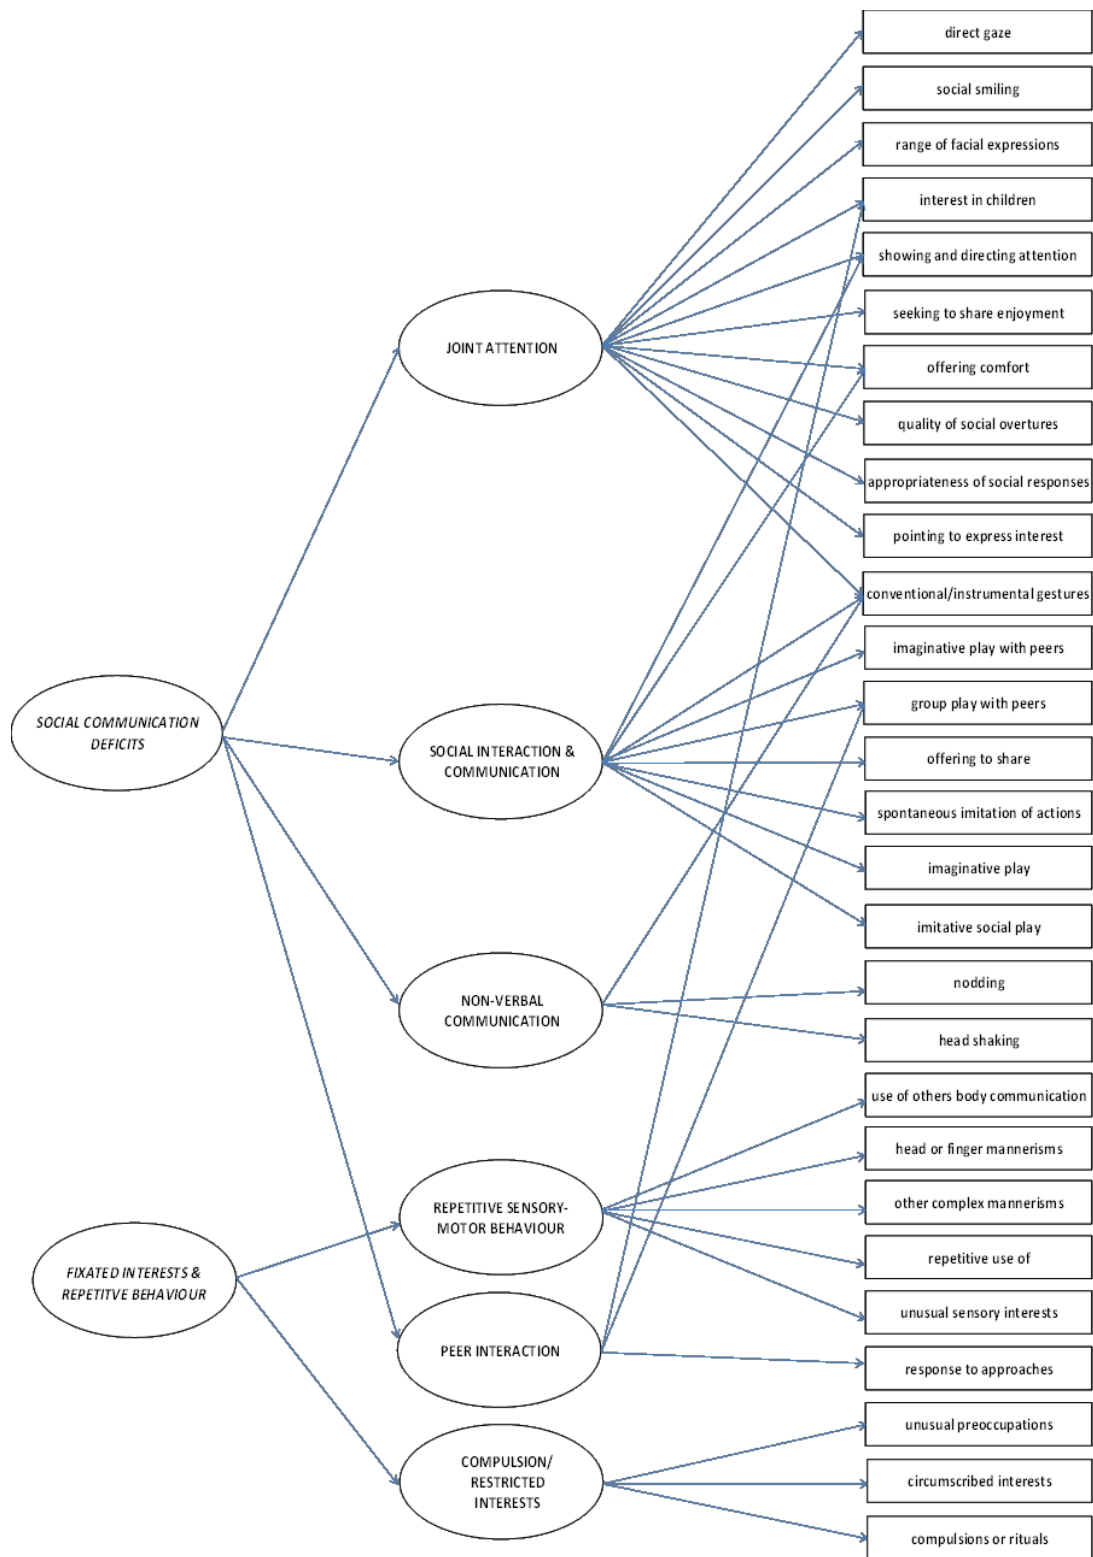 direct gaze
social smiling
range of facial expressions
interest in children
showing and directing attention
seeking to share enjoyment
JOINT ATTENTION
offering comfort
quality of social overtures
appropriateness of social responses
pointing to express interest
conventional/instrumental gestures
imaginative play with peers
group play with peers
SOCIAL COMMUNICATION
DEFICITS
SOCIAL INTERACTION &
COMMUNICATION
offering to share
spontaneous imitation of actions
imaginative play
imitative social play
nodding
NON-VERBAL
COMMUNICATION
head shaking
use of others body communication
head or finger mannerisms
REPETITIVE SENSORY-
MOTOR BEHAVIOUR
other complex mannerisms
repetitive use of
FIXATED INTERESTS &
REPETITVE BEHAVIOUR
unusual sensory interests
PEER INTERACTION
response to approaches
unusual preoccupations
COMPULSION/
RESTRICTED
INTERESTS
circumscribed interests
compulsions or rituals